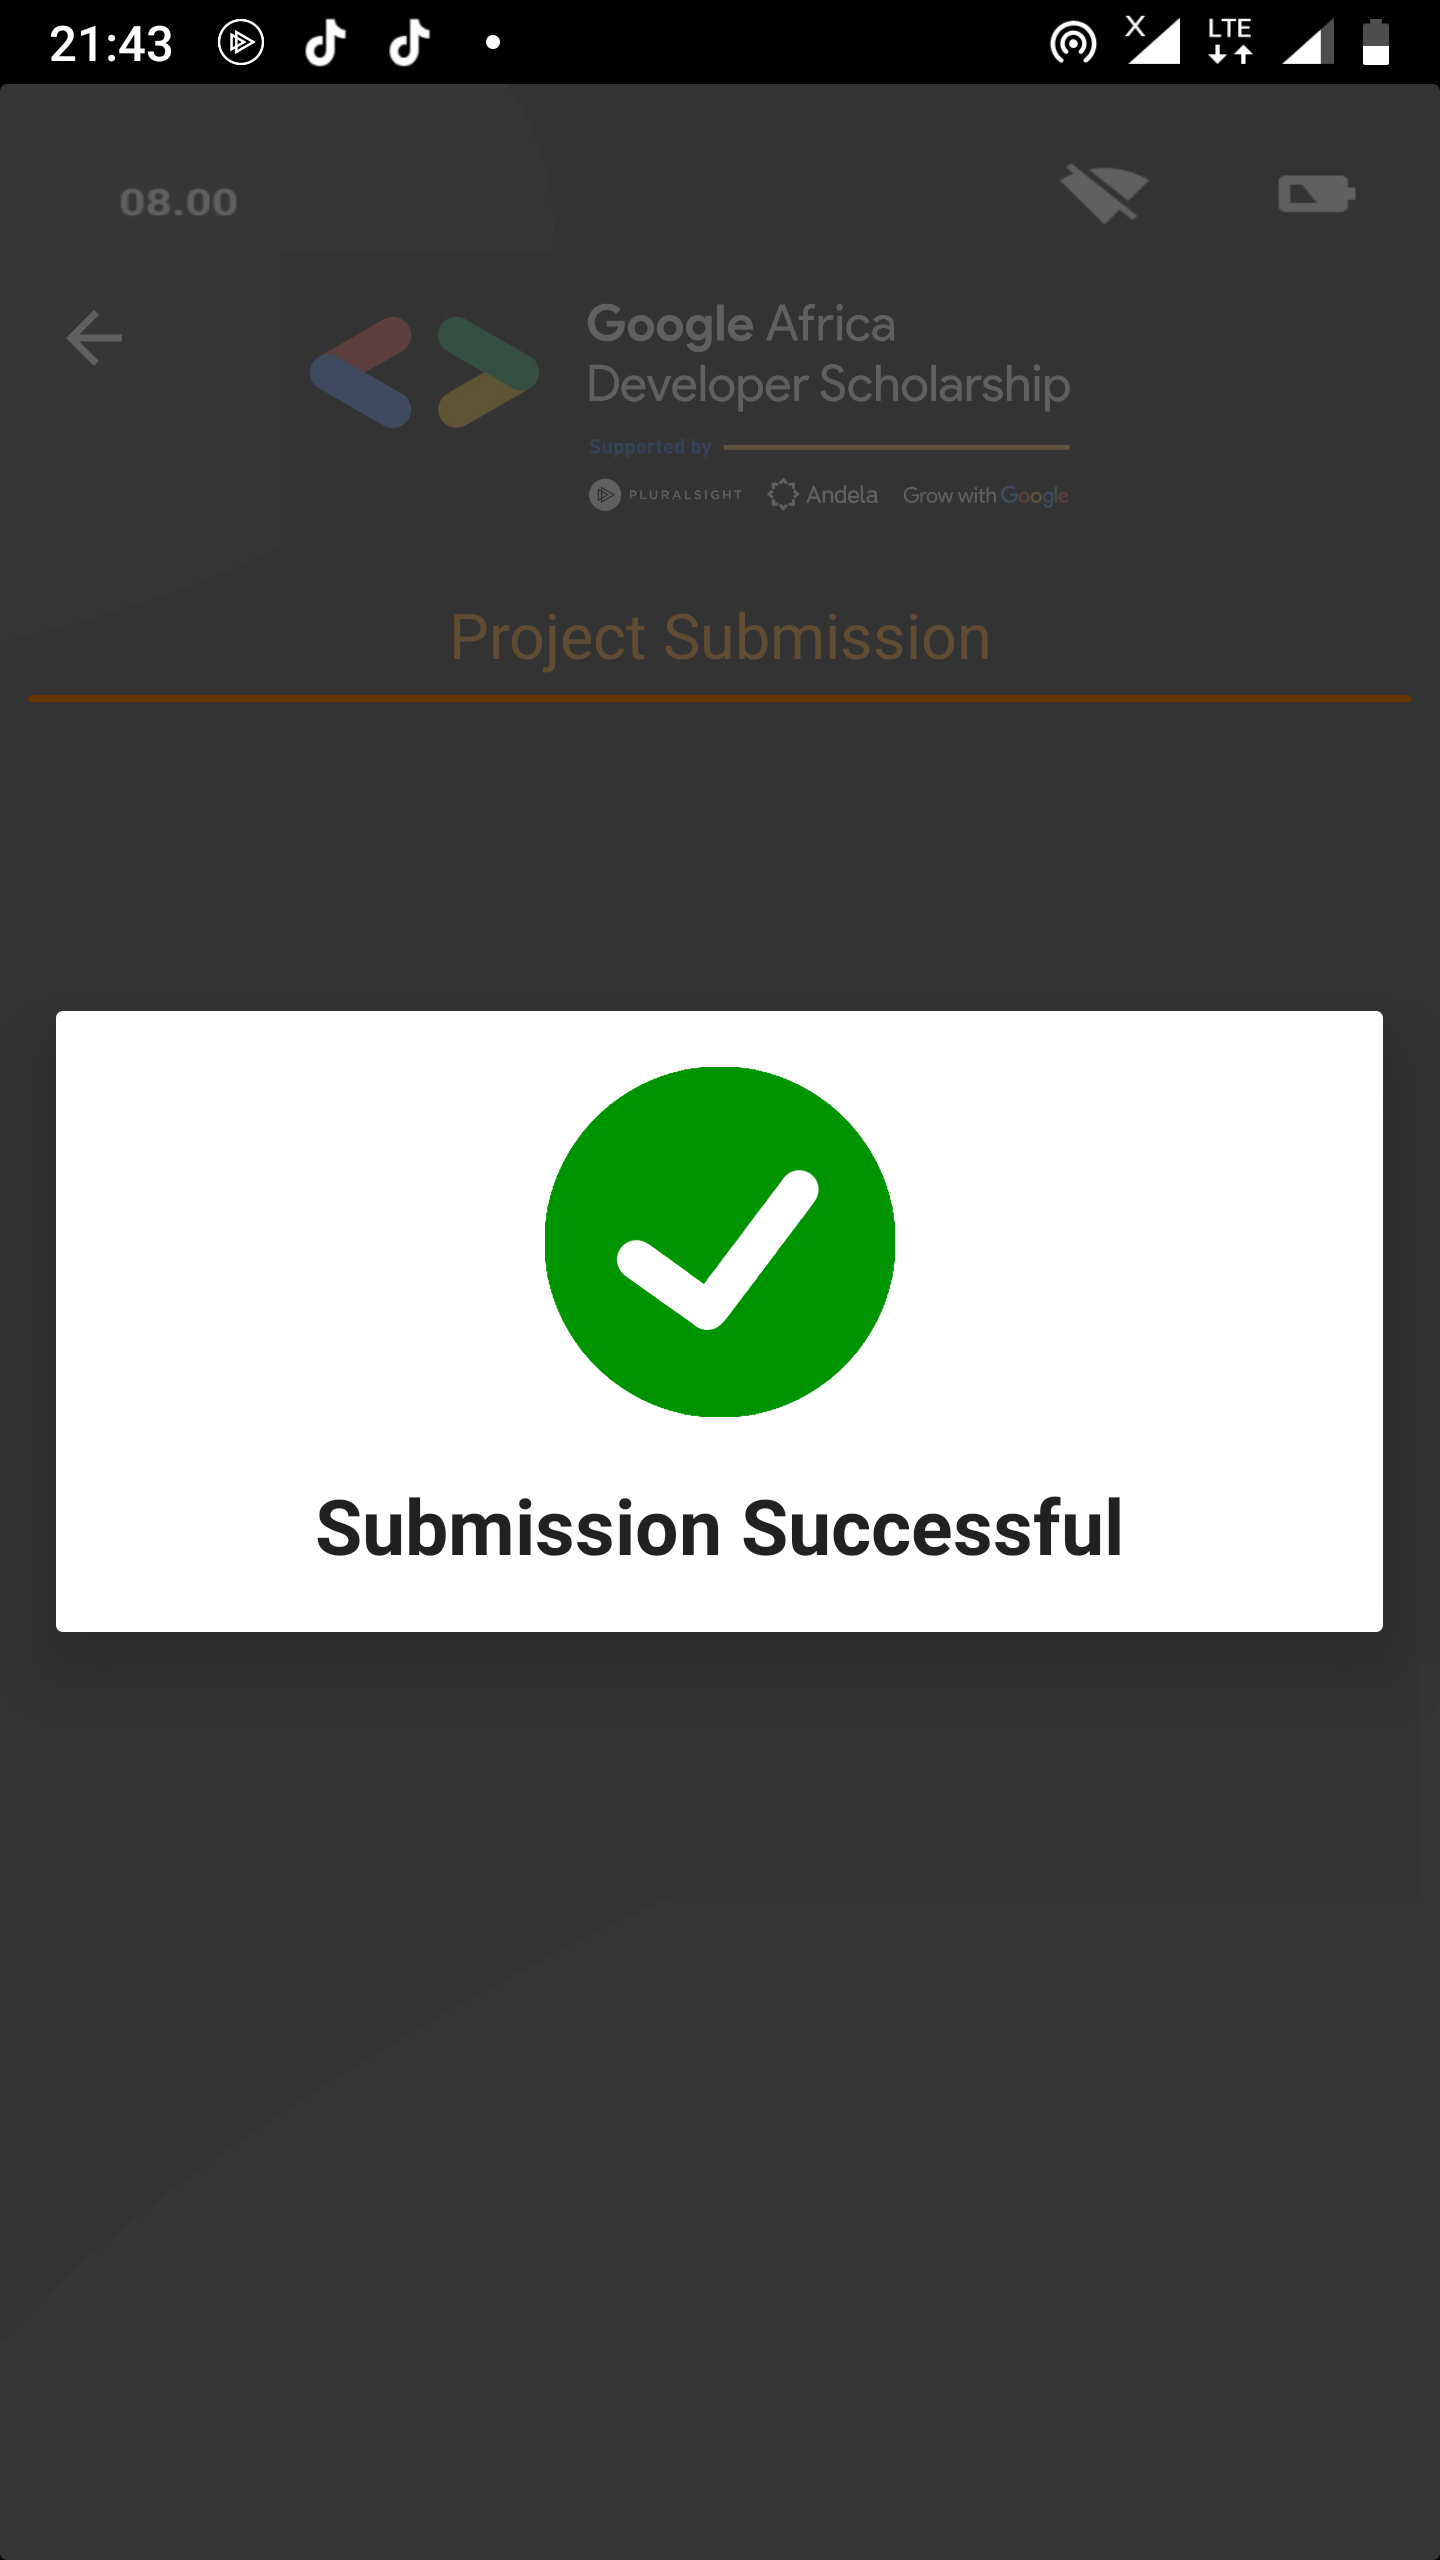 21:43
X
LTE
08.00
Google Africa
Developer Scholarship
Supported by
PLURALSIGHT Andela Grow with Google
Project Submission
Submission Successful